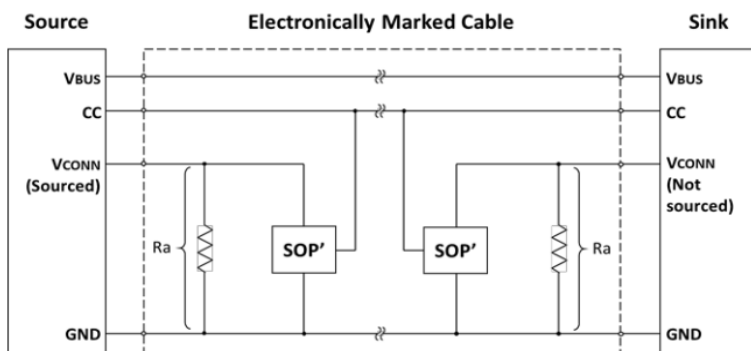 Source
Electronically Marked Cable
Sink
VBUS
VBUS
CC
CC
VCONN
(Sourced)
VCONN
(Not
sourced)
Ra
SOP’
SOP’
Ra
GND
GND